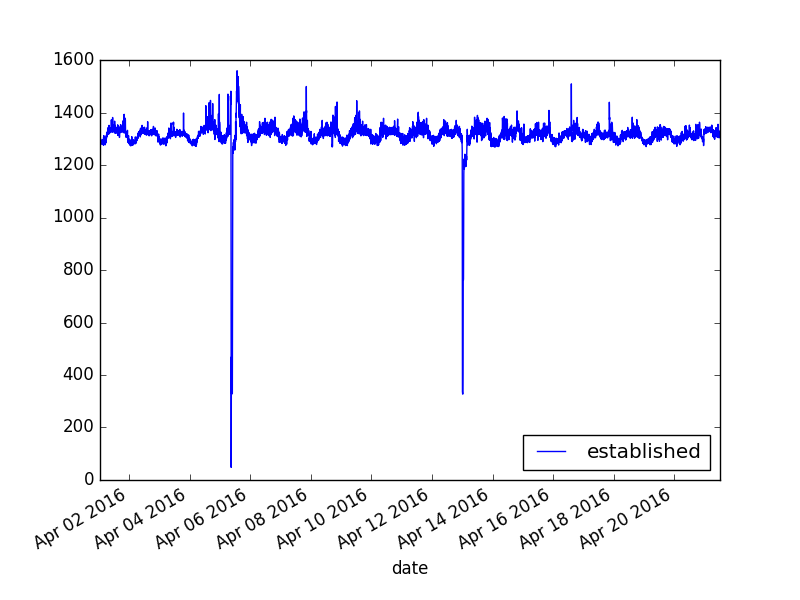 1600
1400
1200
1000
800
600
400
200
0
established
Apr 02 2016
Apr 04 2016
Apr 06 2016
Apr 08 2016
Apr 10 2016
Apr 12 2016
Apr 14 2016
Apr 16 2016
Apr 18 2016
Apr 20 2016
date